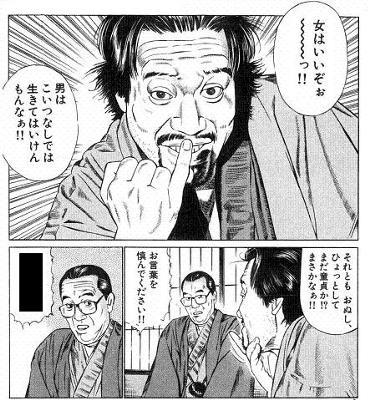 女はいいぞぉ
〜〜〜〜っ!!
男は
こいつなしでは
生きてはいけん
もんなぁ!!
それとも おぬし、
ひょっとして
まだ童貞か!?
まさかなぁ!!
お言葉を
慎んでください!!